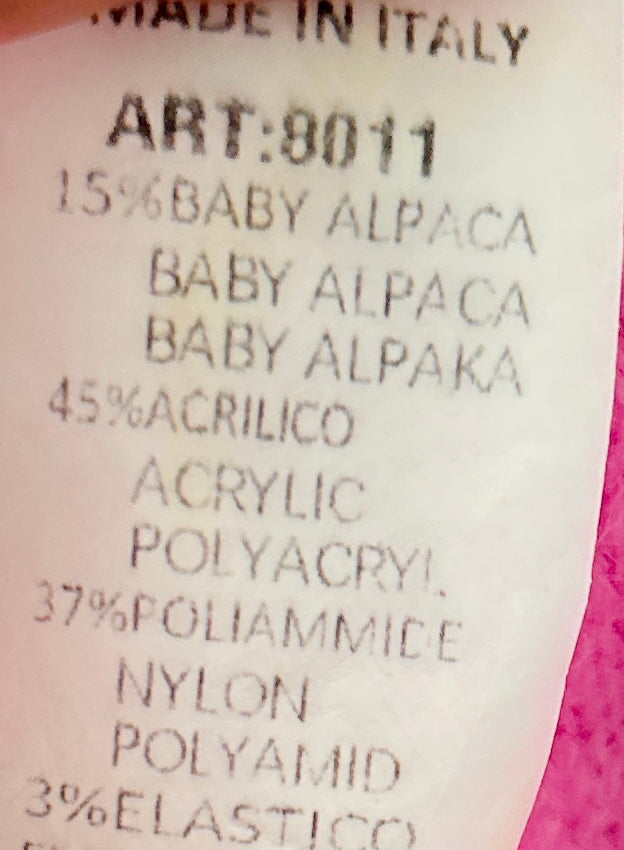 MADE IN ITALY
ART:9011
15%BABY ALPACA
BABY ALPACA
BABY ALPAKA
45%ACRILICO
ACRYLIC
POLYACRYL
37%POLIAMMIDE
NYLON
POLYAMID
3%ELASTICO